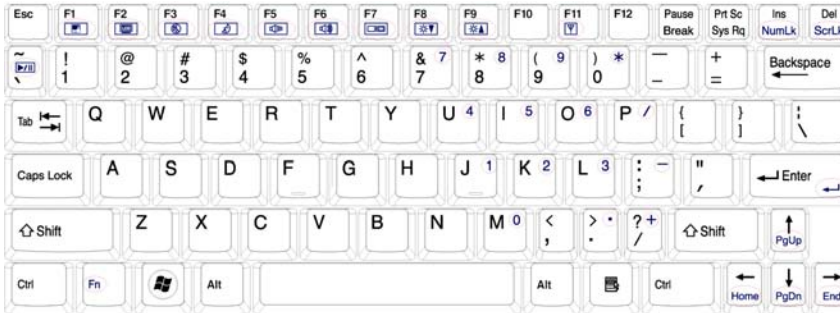 Esc F1 F2 F3 F4 F5 F6 F7 F8 F9 F10 F11 F12 Pause Break Prt Sc Sys Rq Ins NumLk Del ScrLk
~ ` ! 1 @ 2 # 3 $ 4 % 5 ^ 6 & 7 7 * 8 8 ( 9 9 ) 0 * — – + = Backspace
Tab Q W E R T Y U 4 I 5 O 6 P / { [ } ] ¦ \
Caps Lock A S D F G H J 1 K 2 L 3 : ; – " ' Enter
Shift Z X C V B N M 0 < , > . • ? / + Shift PgUp
Ctrl Fn Alt Alt Ctrl Home PgDn End